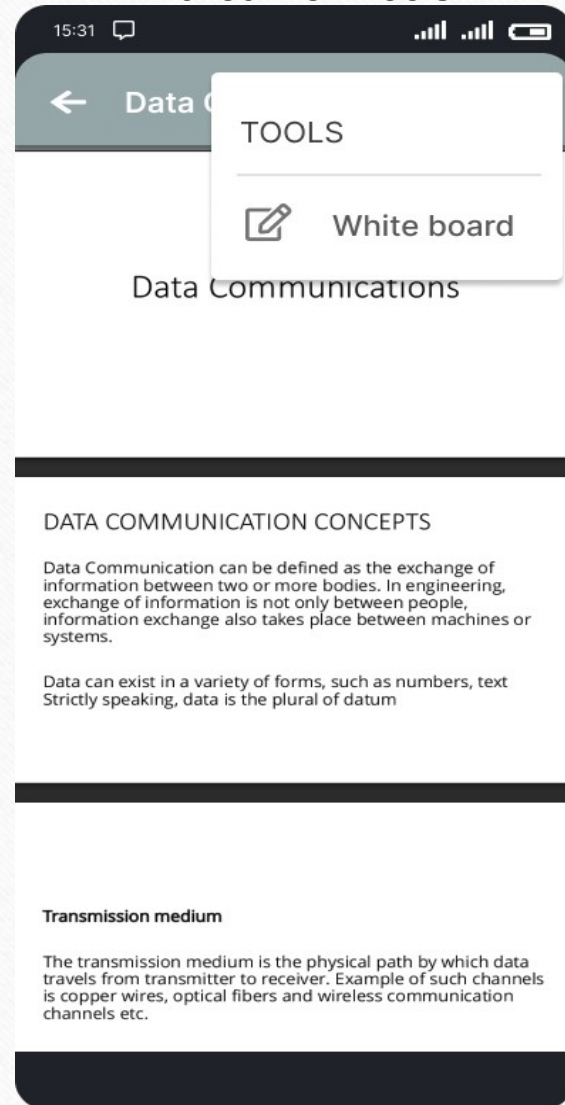 15:31
Data C
TOOLS
White board
Data Communications
DATA COMMUNICATION CONCEPTS
Data Communication can be defined as the exchange of
information between two or more bodies. In engineering,
exchange of information is not only between people,
information exchange also takes place between machines or
systems.
Data can exist in a variety of forms, such as numbers, text
Strictly speaking, data is the plural of datum
Transmission medium
The transmission medium is the physical path by which data
travels from transmitter to receiver. Example of such channels
is copper wires, optical fibers and wireless communication
channels etc.